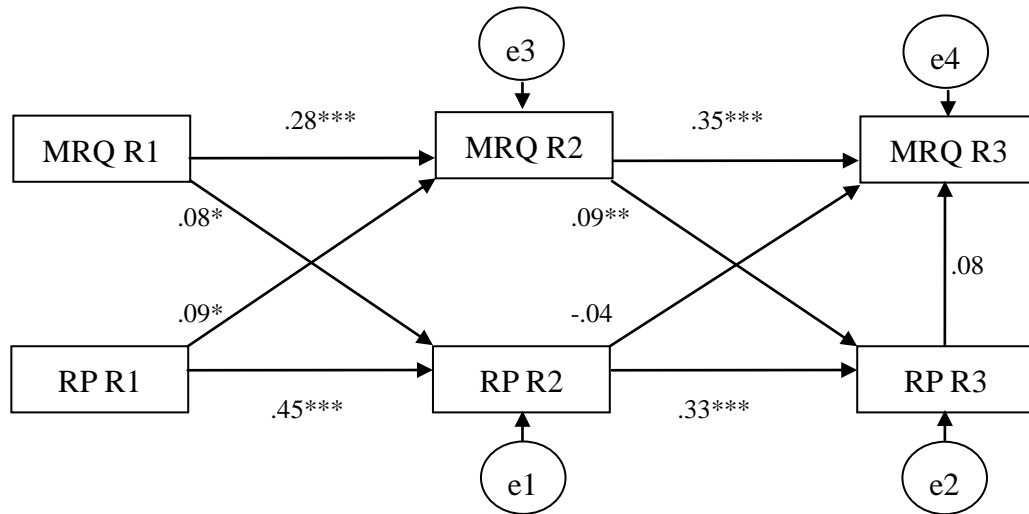 e3
e4
.28***
.35***
MRQ R1
MRQ R2
MRQ R3
.08*
.09**
.08
.09*
-.04
RP R1
RP R2
RP R3
.45***
.33***
e1
e2